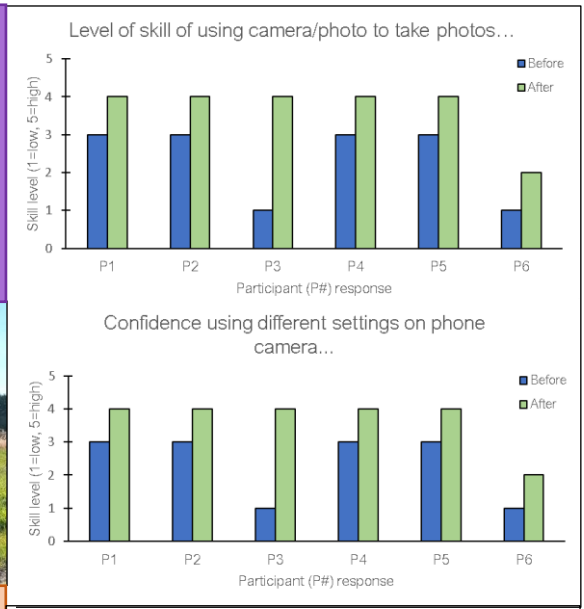 Level of skill of using camera/photo to take photos...
Skill level (1=low, 5=high)
5
4
3
2
1
0
Before
After
P1 P2 P3 P4 P5 P6
Participant (P#) response
Confidence using different settings on phone
camera...
Skill level (1=low, 5=high)
5
4
3
2
1
0
Before
After
P1 P2 P3 P4 P5 P6
Participant (P#) response